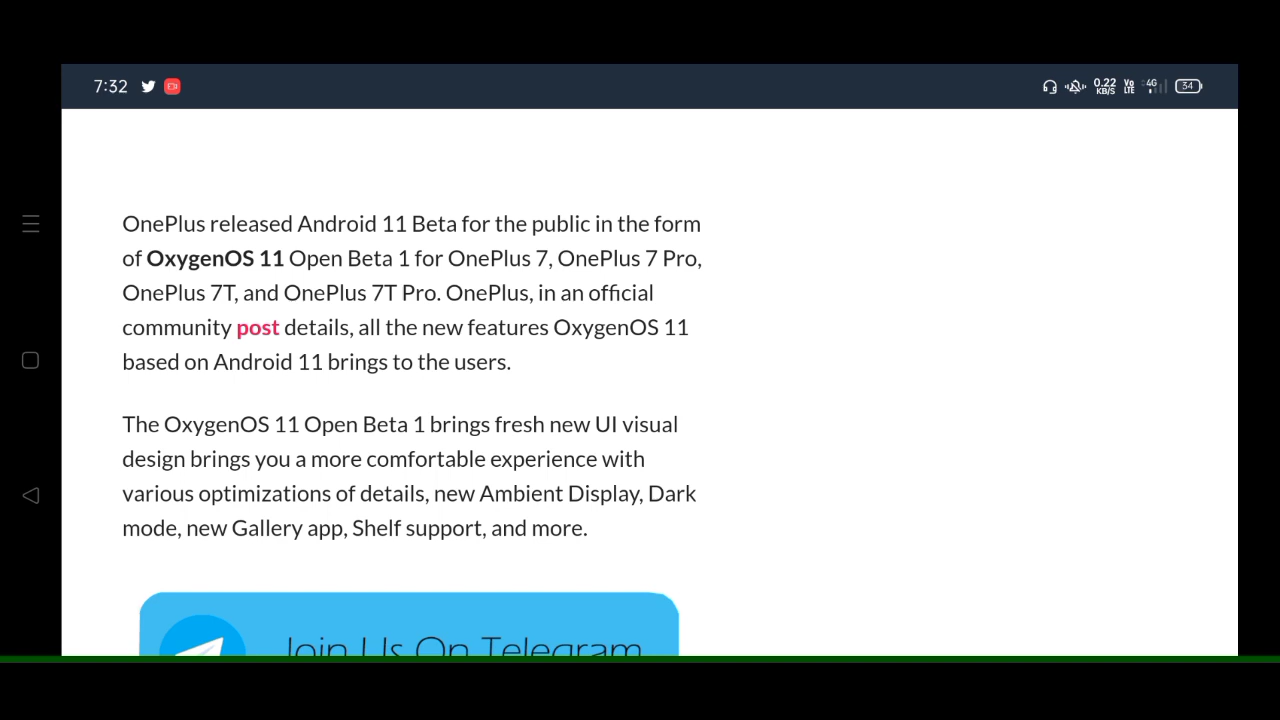 7:32
0.22 KB/S Vo LTE 4G 34
OnePlus released Android 11 Beta for the public in the form
of OxygenOS 11 Open Beta 1 for OnePlus 7, OnePlus 7 Pro,
OnePlus 7T, and OnePlus 7T Pro. OnePlus, in an official
community post details, all the new features OxygenOS 11
based on Android 11 brings to the users.
The OxygenOS 11 Open Beta 1 brings fresh new UI visual
design brings you a more comfortable experience with
various optimizations of details, new Ambient Display, Dark
mode, new Gallery app, Shelf support, and more.
Join Us On Telegram